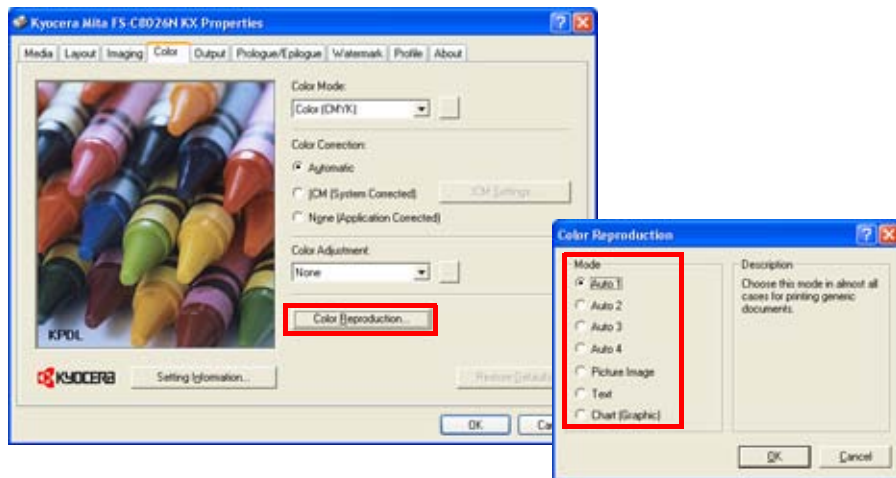 Kyocera Mita FS-C8026N KX Properties
Media Layout Imaging Color Output Prologue/Epilogue Watermark Profile About
Color Mode:
Color (CMYK)
Color Correction:
Automatic
ICM (System Corrected)
ICM Settings
None (Application Corrected)
Color Adjustment:
None
Color Reproduction...
KPDL
KYOCERA
Setting Information...
OK
Color Reproduction
Mode
Auto 1
Auto 2
Auto 3
Auto 4
Picture Image
Text
Chart (Graphic)
Description
Choose this mode in almost all
cases for printing generic
documents.
OK
Cancel